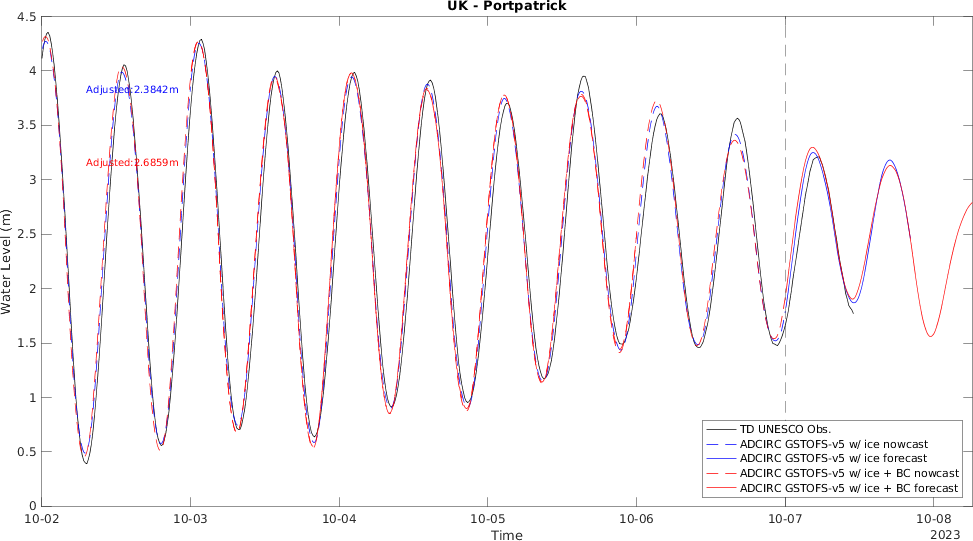 UK - Portpatrick
4.5
4
3.5
3
2.5
2
1.5
1
0.5
0
Water Level (m)
Adjusted:2.3842m
Adjusted:2.6859m
TD UNESCO Obs.
ADCIRC GSTOFS-v5 w/ ice nowcast
ADCIRC GSTOFS-v5 w/ ice forecast
ADCIRC GSTOFS-v5 w/ ice + BC nowcast
ADCIRC GSTOFS-v5 w/ ice + BC forecast
10-02 10-03 10-04 10-05 10-06 10-07 10-08
Time
2023